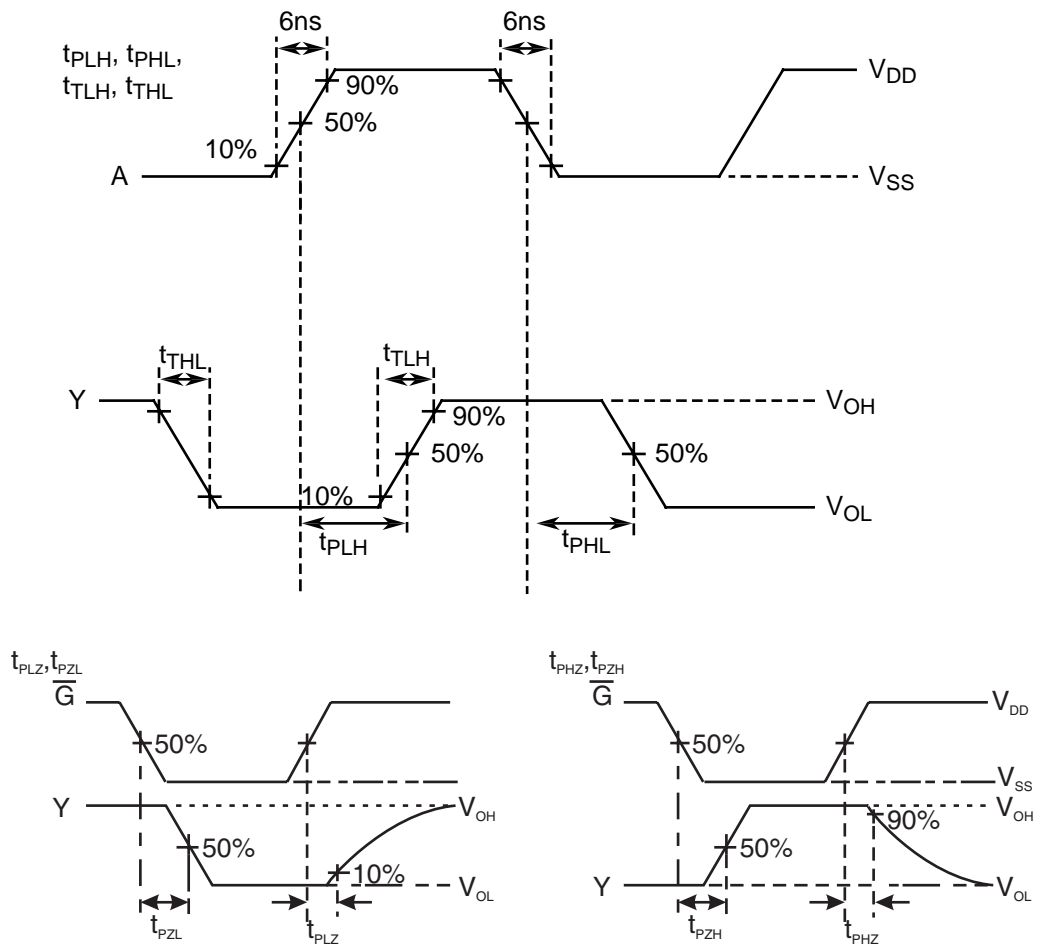 6ns 6ns
tPLH, tPHL,
tTLH, tTHL
90%
VDD
50%
10%
A
VSS
tTHL
tTLH
Y
VOH
90%
50%
50%
10%
VOL
tPLH
tPHL
tPLZ,tPZL
G
50%
Y
VOH
50%
10%
VOL
tPZL
tPLZ
tPHZ,tPZH
G
VDD
50%
VSS
VOH
90%
50%
Y
VOL
tPZH
tPHZ